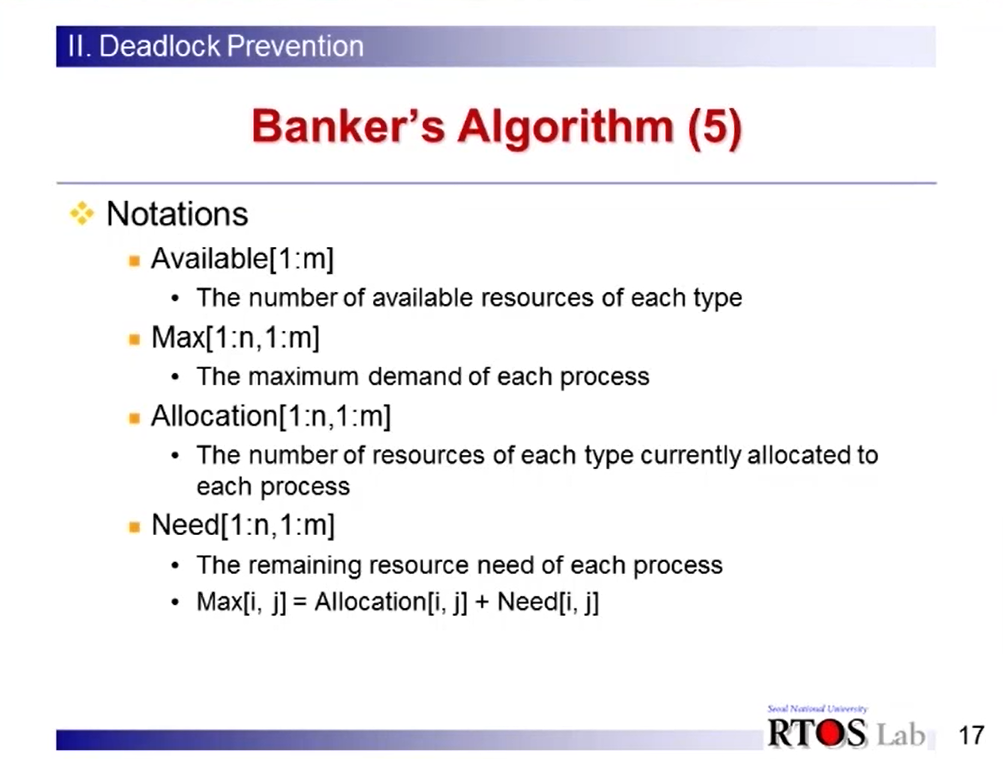 II. Deadlock Prevention
Banker's Algorithm (5)
Notations
Available[1:m]
• The number of available resources of each type
Max[1:n,1:m]
• The maximum demand of each process
Allocation[1:n,1:m]
• The number of resources of each type currently allocated to
each process
Need[1:n,1:m]
• The remaining resource need of each process
• Max[i, j] = Allocation[i, j] + Need[i, j]
Seoul National University
RTOS Lab
17